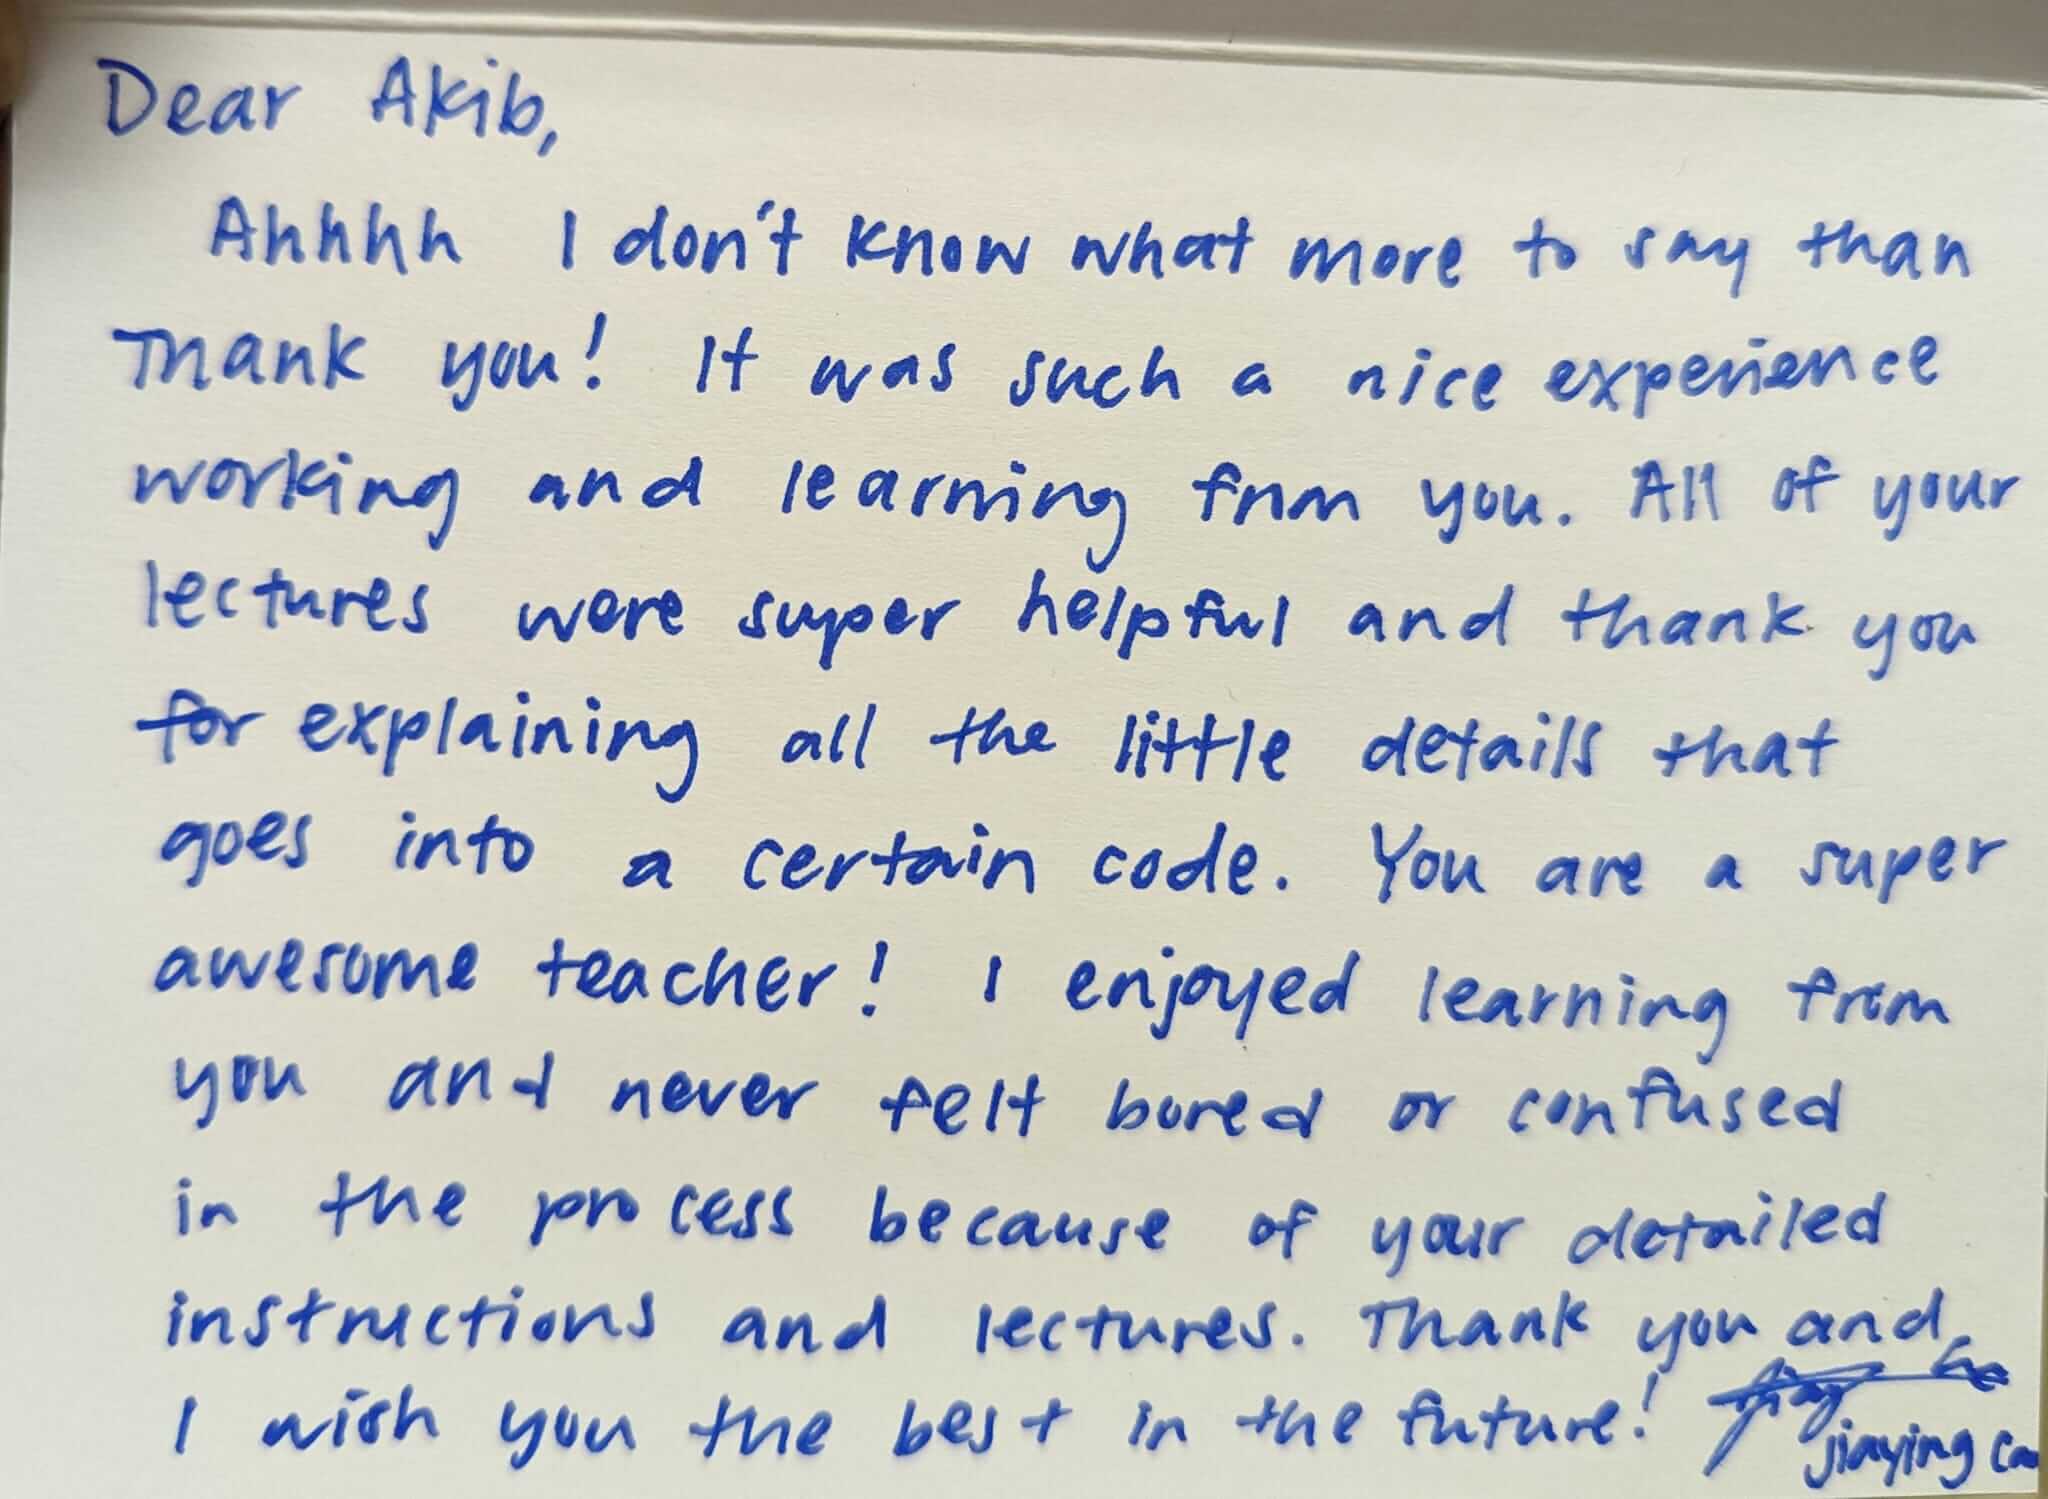 Dear Akib,
Ahhhh I don't know what more to say than
Thank you! It was such a nice experience
working and learning from you. All of your
lectures were super helpful and thank you
for explaining all the little details that
goes into a certain code. You are a super
awesome teacher! I enjoyed learning from
you and never felt bored or confused
in the process because of your detailed
instructions and lectures. Thank you and
I wish you the best in the future!
jiaying